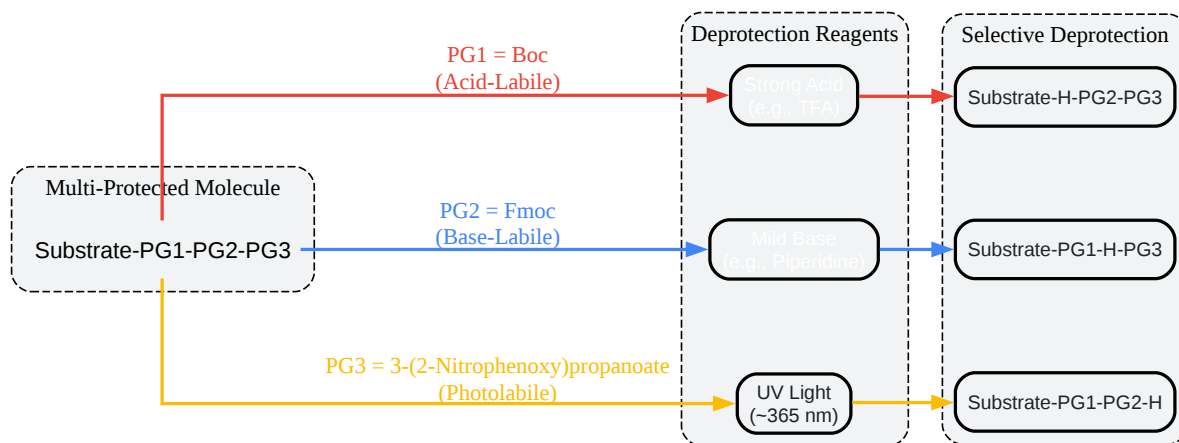 Deprotection Reagents
Selective Deprotection
PG1 = Boc
(Acid-Labile)
Strong Acid
(e.g., TFA)
Substrate-H-PG2-PG3
Multi-Protected Molecule
Substrate-PG1-PG2-PG3
PG2 = Fmoc
(Base-Labile)
Mild Base
(e.g., Piperidine)
Substrate-PG1-H-PG3
PG3 = 3-(2-Nitrophenoxy)propanoate
(Photolabile)
UV Light
(~365 nm)
Substrate-PG1-PG2-H